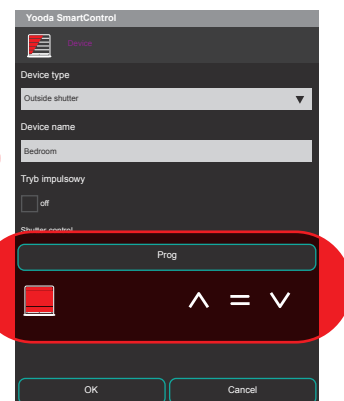 Yooda SmartControl
Device
Device type
Outside shutter
Device name
Bedroom
Tryb impulsowy
off
Shutter control
Prog
OK Cancel